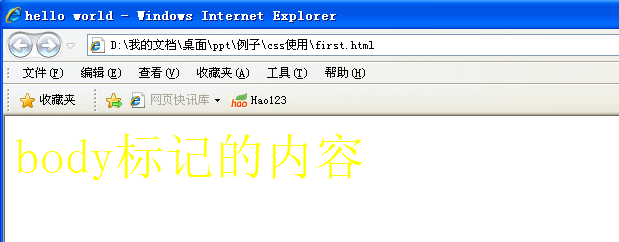 hello world - Windows Internet Explorer
D:\我的文档\桌面\ppt\例子\css使用\first.html
文件(F) 编辑(E) 查看(V) 收藏夹(A) 工具(T) 帮助(H)
收藏夹 网页快讯库 hao Hao123
body标记的内容